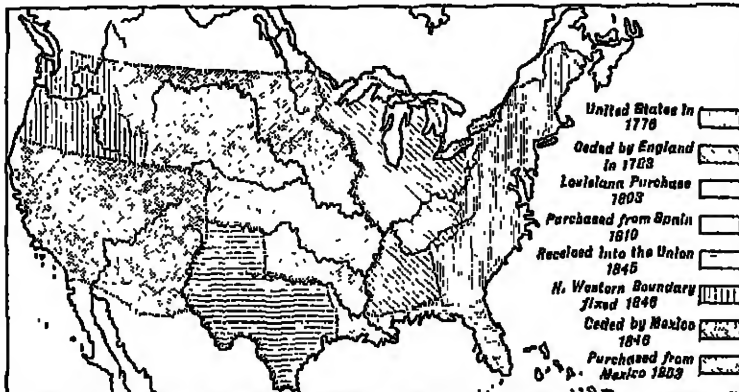 United States in
1776
Ceded by England
in 1783
Louisiana Purchase
1803
Purchased from Spain
1819
Received into the Union
1845
N. Western Boundary
fixed 1846
Ceded by Mexico
1848
Purchased from
Mexico 1853